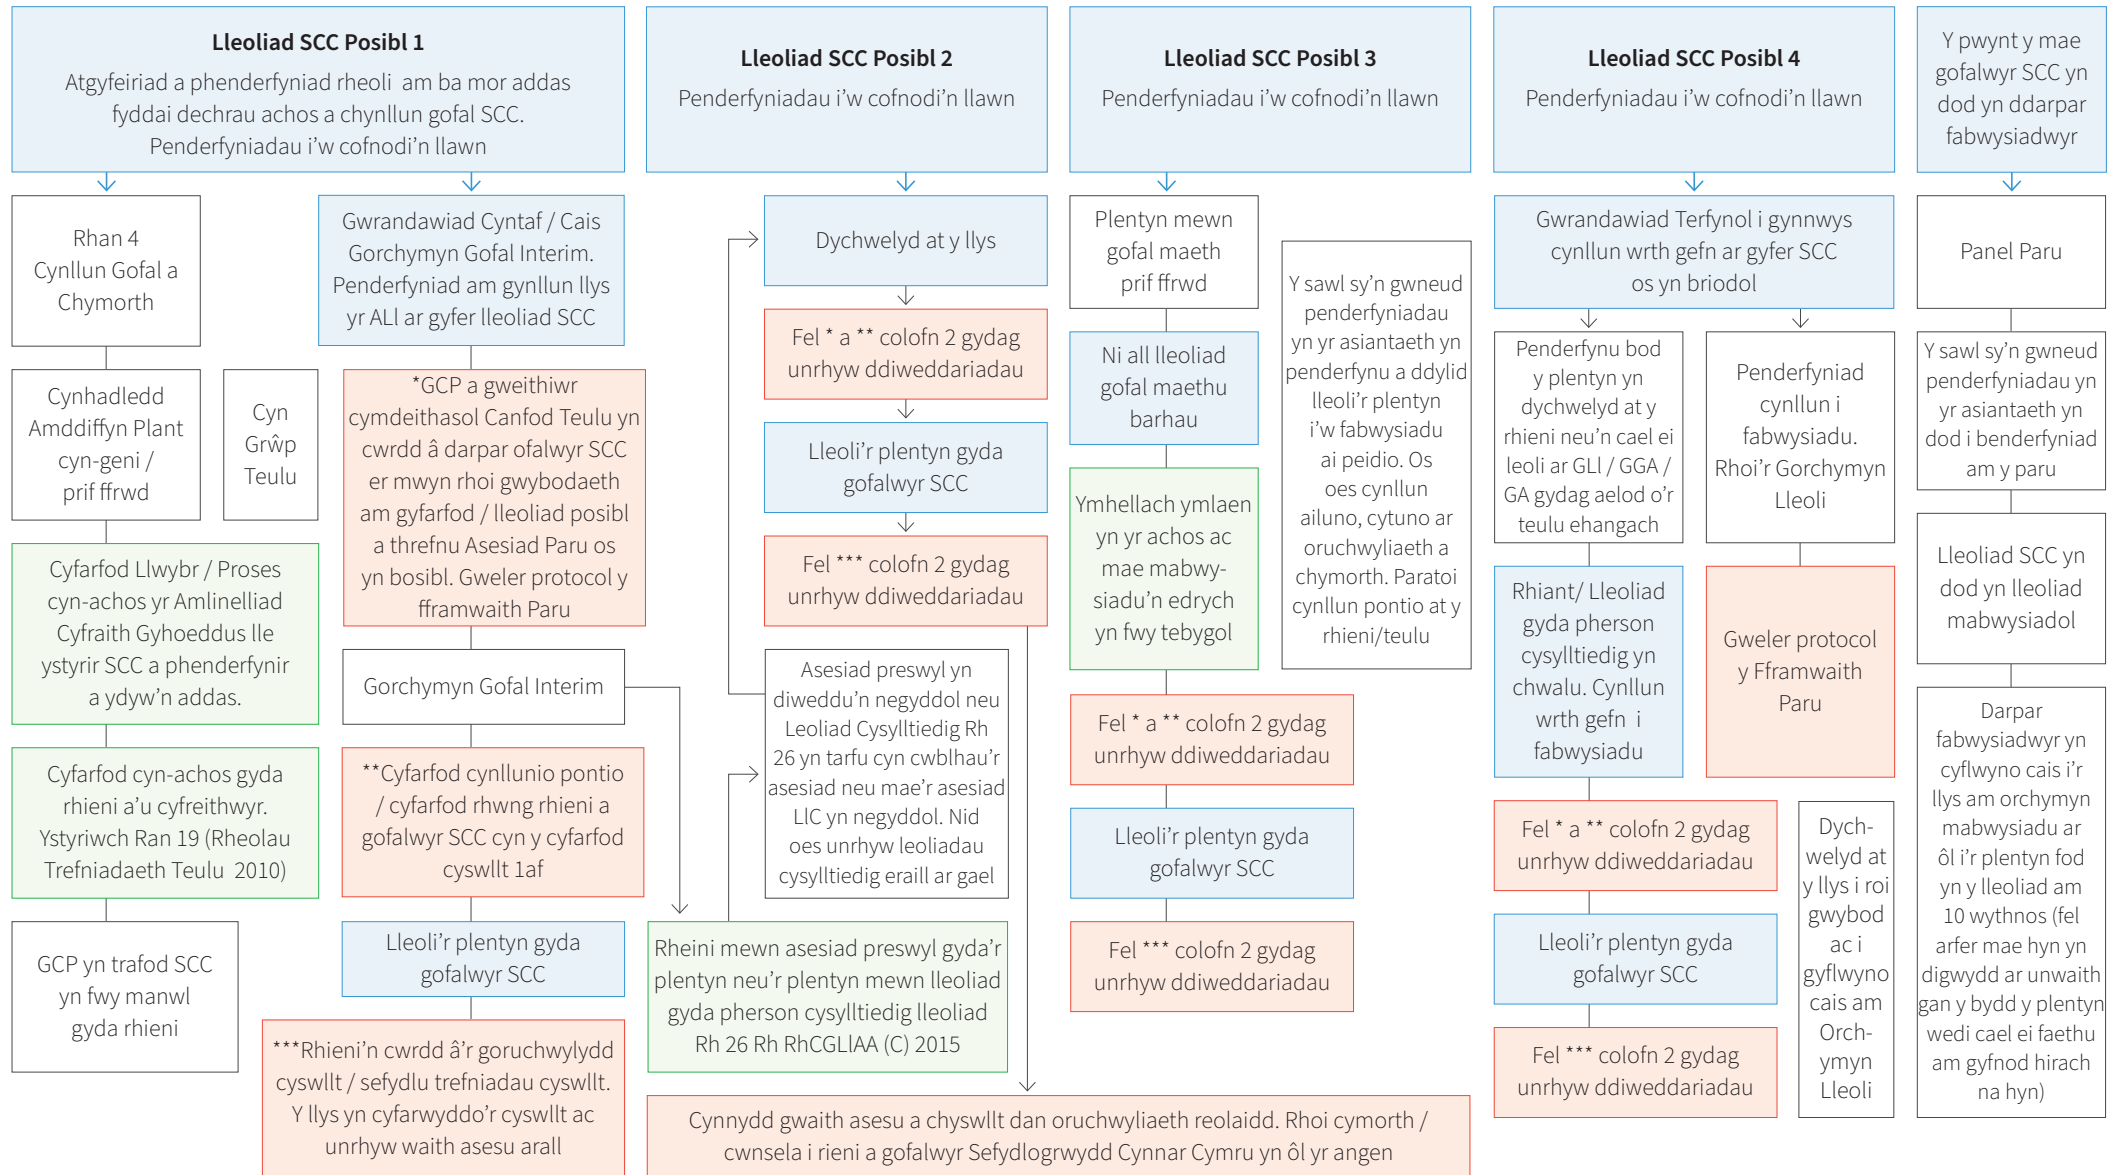 Lleoliad SCC Posibl 1
Atgyfeiriad a phenderfyniad rheoli am ba mor addas
fyddai dechrau achos a chynllun gofal SCC.
Penderfyniadau i'w cofnodi'n llawn
Rhan 4
Cynllun Gofal a
Chymorth
Cynhadledd
Amddiffyn Plant
cyn-geni /
prif ffrwd
Cyn
Grŵp
Teulu
Cyfarfod Llwybr / Proses
cyn-achos yr Amlinelliad
Cyfraith Gyhoeddus lle
ystyrir SCC a phenderfynir
a ydyw'n addas.
Cyfarfod cyn-achos gyda
rhieni a'u cyfreithwyr.
Ystyriwch Ran 19 (Rheolau
Trefniadaeth Teulu 2010)
GCP yn trafod SCC
yn fwy manwl
gyda rhieni
Gwrandawiad Cyntaf / Cais
Gorchymyn Gofal Interim.
Penderfyniad am gynllun llys
yr ALl ar gyfer lleoliad SCC
*GCP a gweithiwr
cymdeithasol Canfod Teulu yn
cwrdd â darpar ofalwyr SCC
er mwyn rhoi gwybodaeth
am gyfarfod / lleoliad posibl
a threfnu Asesiad Paru os
yn bosibl. Gweler protocol y
fframwaith Paru
Gorchymyn Gofal Interim
**Cyfarfod cynllunio pontio
/ cyfarfod rhwng rhieni a
gofalwyr SCC cyn y cyfarfod
cyswllt 1af
Lleoli'r plentyn gyda
gofalwyr SCC
***Rhieni'n cwrdd â'r goruchwylydd
cyswllt / sefydlu trefniadau cyswllt.
Y llys yn cyfarwyddo'r cyswllt ac
unrhyw waith asesu arall
Lleoliad SCC Posibl 2
Penderfyniadau i'w cofnodi'n llawn
Dychwelyd at y llys
Fel * a ** colofn 2 gydag
unrhyw ddiweddariadau
Lleoli'r plentyn gyda
gofalwyr SCC
Fel *** colofn 2 gydag
unrhyw ddiweddariadau
Asesiad preswyl yn
diweddu'n negyddol neu
Leoliad Cysylltiedig Rh
26 yn tarfu cyn cwblhau'r
asesiad neu mae'r asesiad
LlC yn negyddol. Nid
oes unrhyw leoliadau
cysylltiedig eraill ar gael
Rheini mewn asesiad preswyl gyda'r
plentyn neu'r plentyn mewn lleoliad
gyda pherson cysylltiedig lleoliad
Rh 26 Rh RhCGLlAA (C) 2015
Cynnydd gwaith asesu a chyswllt dan oruchwyliaeth reolaidd. Rhoi cymorth /
cwnsela i rieni a gofalwyr Sefydlogrwydd Cynnar Cymru yn ôl yr angen
Lleoliad SCC Posibl 3
Penderfyniadau i'w cofnodi'n llawn
Plentyn mewn
gofal maeth
prif ffrwd
Ni all lleoliad
gofal maethu
barhau
Ymhellach ymlaen
yn yr achos ac
mae mabwy-
siadu'n edrych
yn fwy tebygol
Fel * a ** colofn 2 gydag
unrhyw ddiweddariadau
Lleoli'r plentyn gyda
gofalwyr SCC
Fel *** colofn 2 gydag
unrhyw ddiweddariadau
Y sawl sy'n gwneud
penderfyniadau
yn yr asiantaeth yn
penderfynu a ddylid
lleoli'r plentyn
i'w fabwysiadu
ai peidio. Os
oes cynllun
ailuno, cytuno ar
oruchwyliaeth a
chymorth. Paratoi
cynllun pontio at y
rhieni/teulu
Lleoliad SCC Posibl 4
Penderfyniadau i'w cofnodi'n llawn
Gwrandawiad Terfynol i gynnwys
cynllun wrth gefn ar gyfer SCC
os yn briodol
Penderfynu bod
y plentyn yn
dychwelyd at y
rhieni neu'n cael ei
leoli ar GLl / GGA /
GA gydag aelod o'r
teulu ehangach
Rhiant/ Lleoliad
gyda pherson
cysylltiedig yn
chwalu. Cynllun
wrth gefn i
fabwysiadu
Fel * a ** colofn 2 gydag
unrhyw ddiweddariadau
Lleoli'r plentyn gyda
gofalwyr SCC
Fel *** colofn 2 gydag
unrhyw ddiweddariadau
Penderfyniad
cynllun i
fabwysiadu.
Rhoi'r Gorchymyn
Lleoli
Gweler protocol
y Fframwaith
Paru
Dych-
welyd at
y llys i roi
gwybod
ac i
gyflwyno
cais am
Orch-
ymyn
Lleoli
Y pwynt y mae
gofalwyr SCC yn
dod yn ddarpar
fabwysiadwyr
Panel Paru
Y sawl sy'n gwneud
penderfyniadau yn
yr asiantaeth yn
dod i benderfyniad
am y paru
Lleoliad SCC yn
dod yn lleoliad
mabwysiadol
Darpar
fabwysiadwyr yn
cyflwyno cais i'r
llys am orchymyn
mabwysiadu ar
ôl i'r plentyn fod
yn y lleoliad am
10 wythnos (fel
arfer mae hyn yn
digwydd ar unwaith
gan y bydd y plentyn
wedi cael ei faethu
am gyfnod hirach
na hyn)